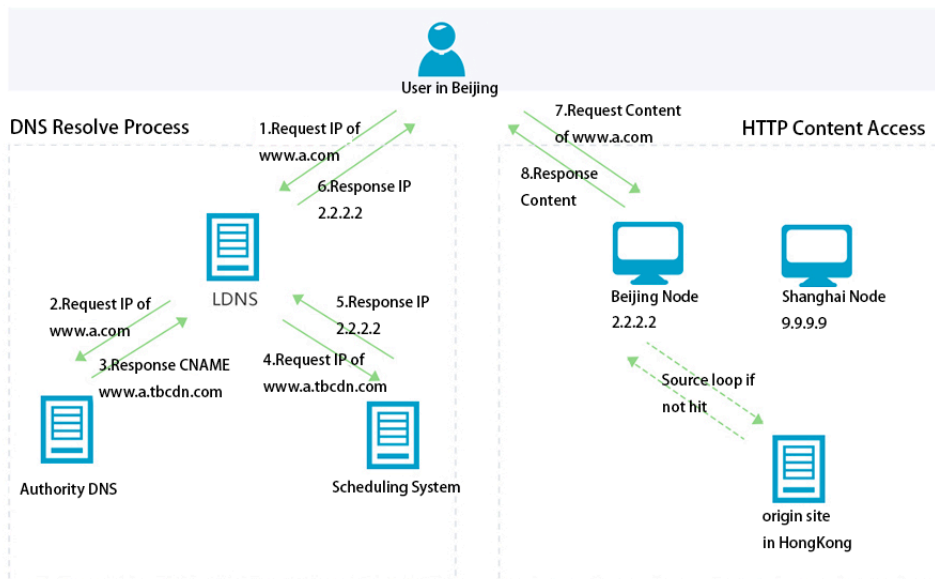 User in Beijing
DNS Resolve Process
HTTP Content Access
1.Request IP of
www.a.com
6.Response IP
2.2.2.2
LDNS
2.Request IP of
www.a.com
3.Response CNAME
www.a.tbcdn.com
5.Response IP
2.2.2.2
4.Request IP of
www.a.tbcdn.com
Authority DNS
Scheduling System
7.Request Content
of www.a.com
8.Response
Content
Beijing Node
2.2.2.2
Shanghai Node
9.9.9.9
Source loop if
not hit
origin site
in HongKong